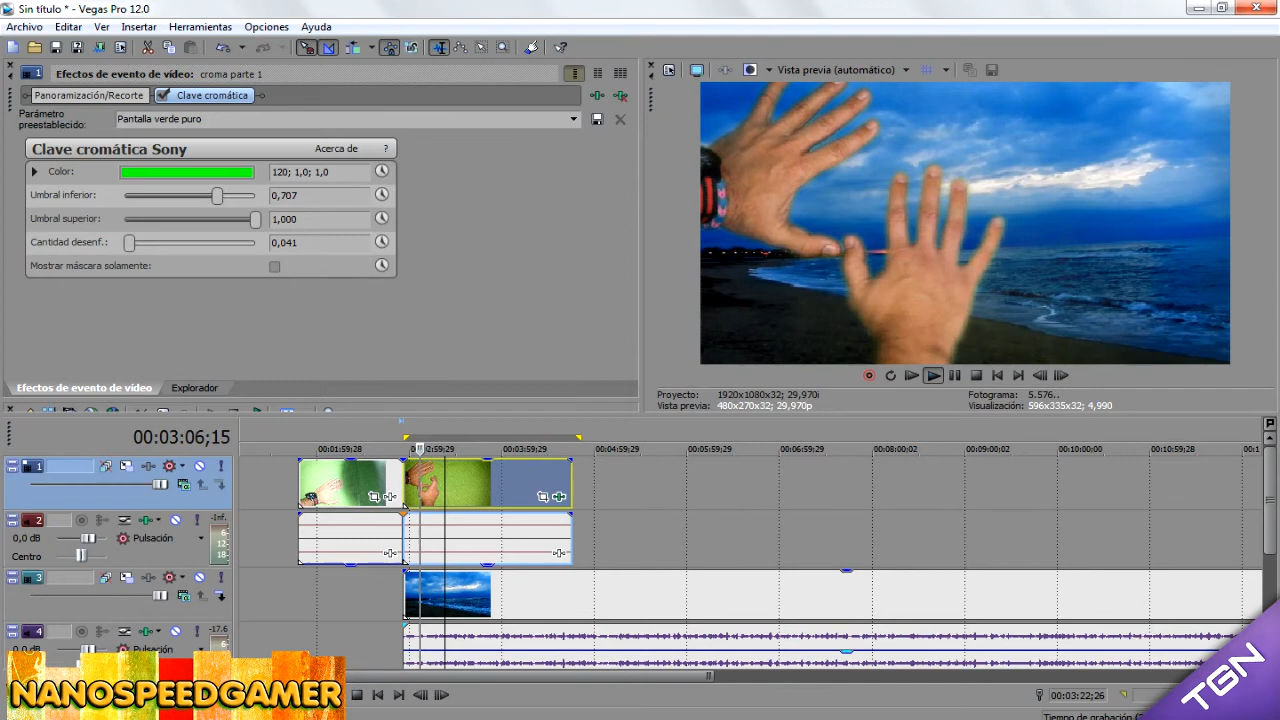 Sin título * - Vegas Pro 12.0
Archivo Editar Ver Insertar Herramientas Opciones Ayuda
1 Efectos de evento de vídeo: croma parte 1
Panoramización/Recorte Clave cromática
Parámetro preestablecido: Pantalla verde puro
Clave cromática Sony Acerca de ?
Color: 120; 1,0; 1,0
Umbral inferior: 0,707
Umbral superior: 1,000
Cantidad desenf.: 0,041
Mostrar máscara solamente:
Efectos de evento de vídeo Explorador
Vista previa (automático)
Proyecto: 1920x1080x32; 29,970i Fotograma: 5.576..
Vista previa: 480x270x32; 29,970p Visualización: 596x335x32; 4,990
00:03:06;15
00:01:59;28 00:02:59;29 00:03:59;29 00:04:59;29 00:05:59;29 00:06:59;29 00:08:00;02 00:09:00;02 00:10:00;00 00:10:59;28 00:1
1
2 -Inf.
0,0 dB Pulsación 6
12
Centro 18
3
4 -17.6
0,0 dB Pulsación 6
NANOSPEEDGAMER
00:03:22;26
Tiempo de grabación (2
TGN